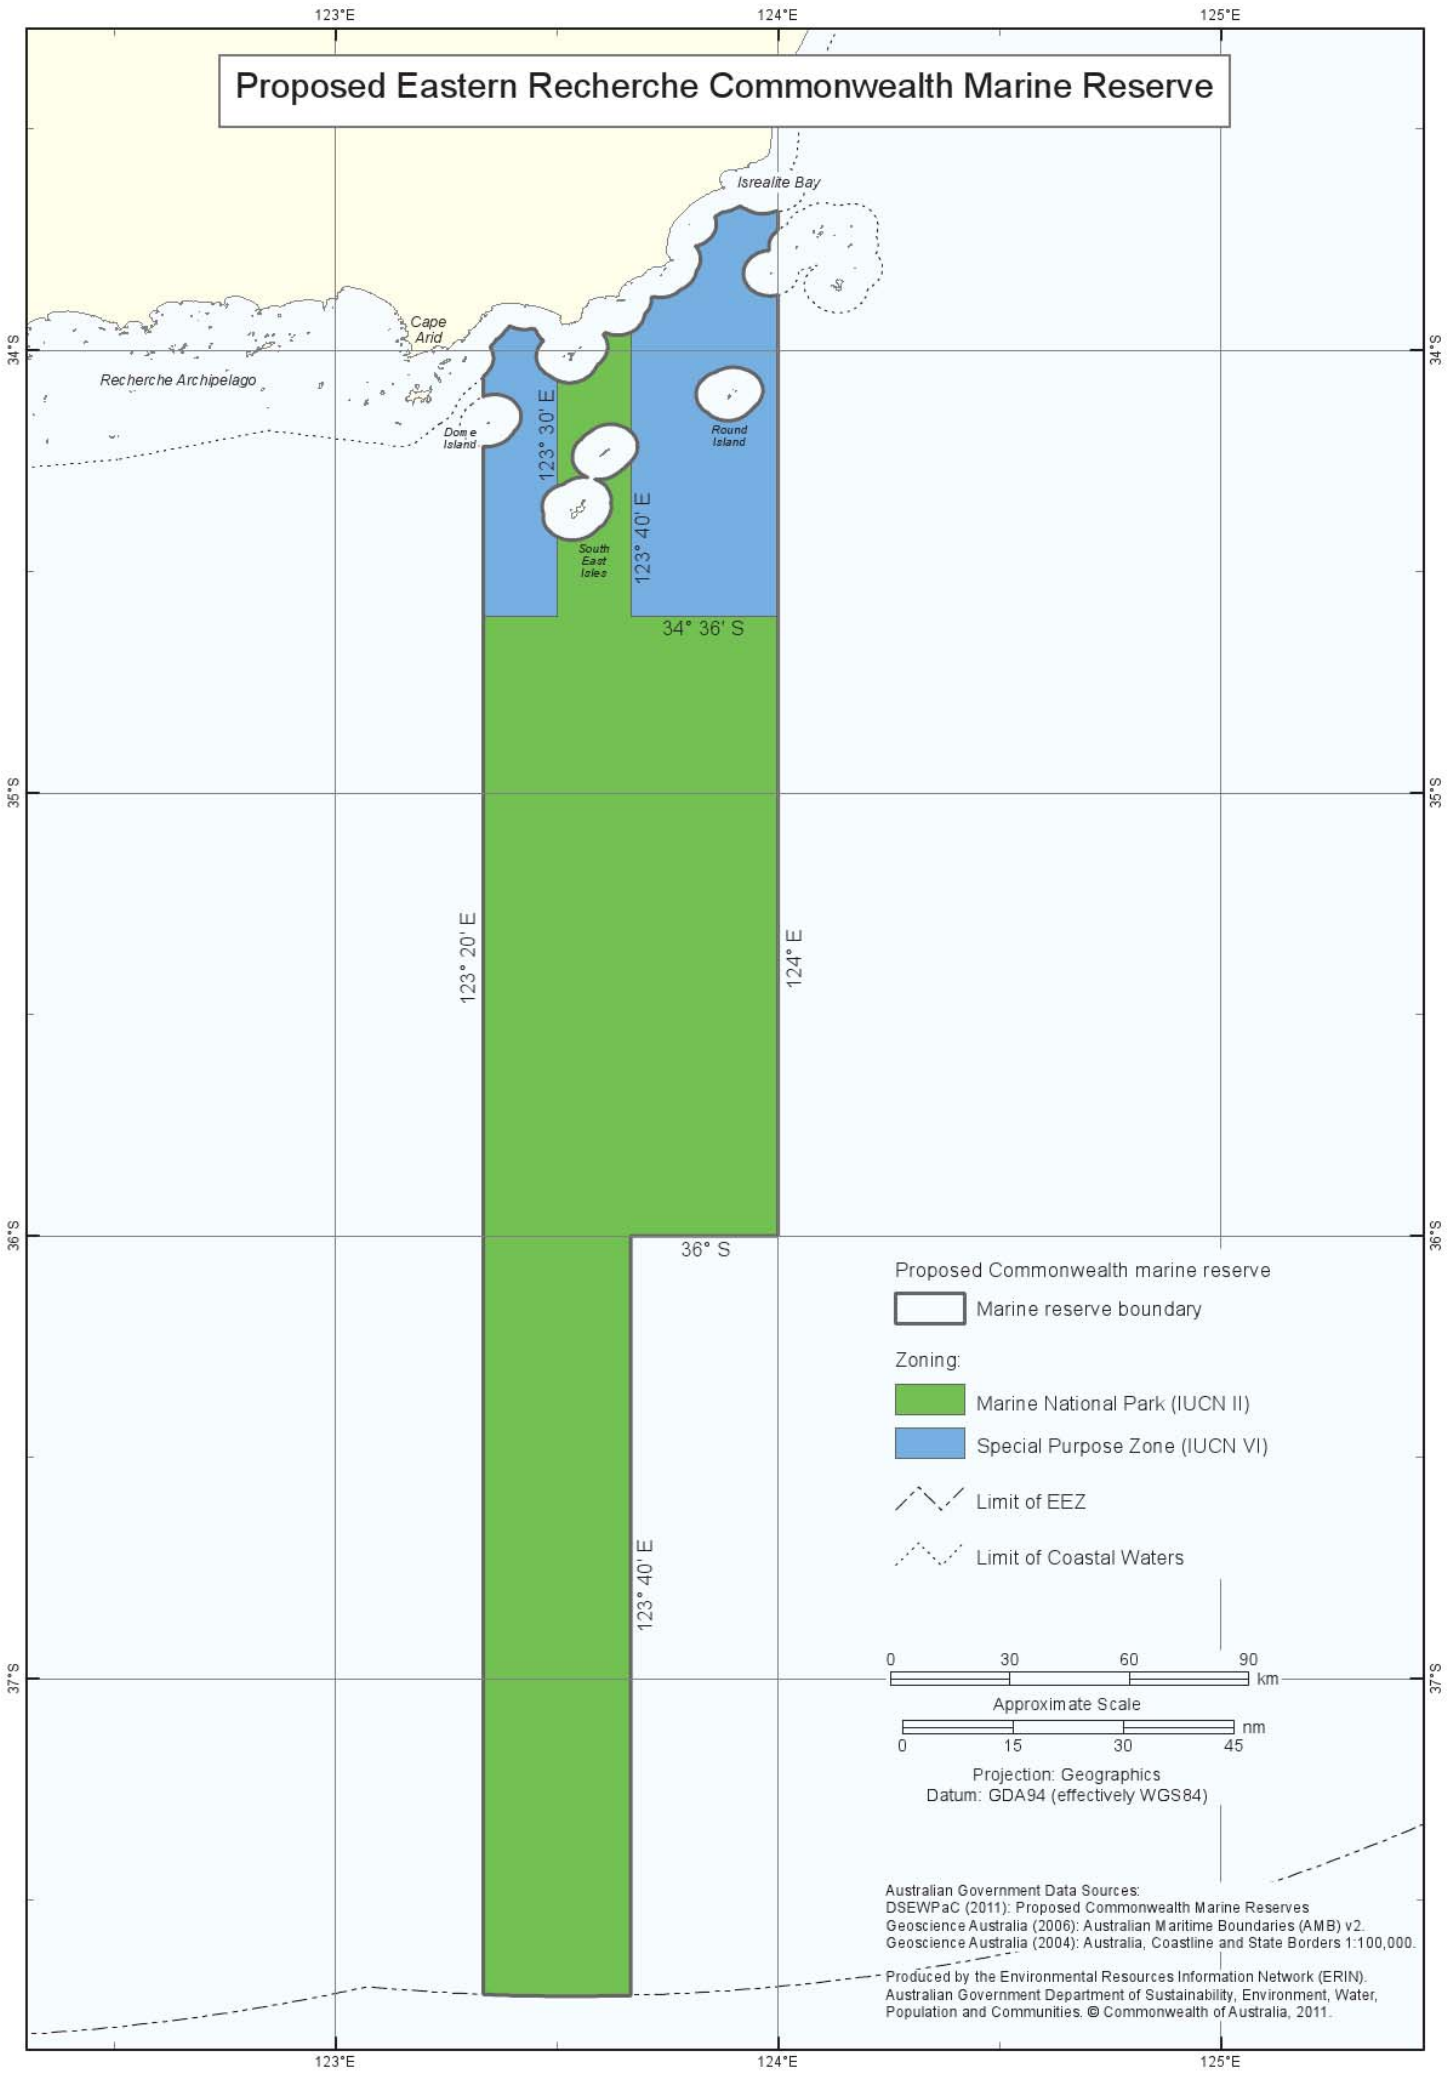 123°E
124°E
125°E
Proposed Eastern Recherche Commonwealth Marine Reserve
Isrealite Bay
Cape
Arid
34°S
34°S
Recherche Archipelago
Dome
Island
123° 30' E
Round
Island
123° 40' E
South
East
Isles
34° 36' S
35°S
35°S
123° 20' E
124° E
36°S
36°S
36° S
Proposed Commonwealth marine reserve
Marine reserve boundary
Zoning:
Marine National Park (IUCN II)
Special Purpose Zone (IUCN VI)
Limit of EEZ
Limit of Coastal Waters
123° 40' E
37°S
37°S
0 30 60 90
km
Approximate Scale
nm
0 15 30 45
Projection: Geographics
Datum: GDA94 (effectively WGS84)
Australian Government Data Sources:
DSEWPaC (2011): Proposed Commonwealth Marine Reserves
Geoscience Australia (2006): Australian Maritime Boundaries (AMB) v2.
Geoscience Australia (2004): Australia, Coastline and State Borders 1:100,000.
Produced by the Environmental Resources Information Network (ERIN).
Australian Government Department of Sustainability, Environment, Water,
Population and Communities. © Commonwealth of Australia, 2011.
123°E
124°E
125°E